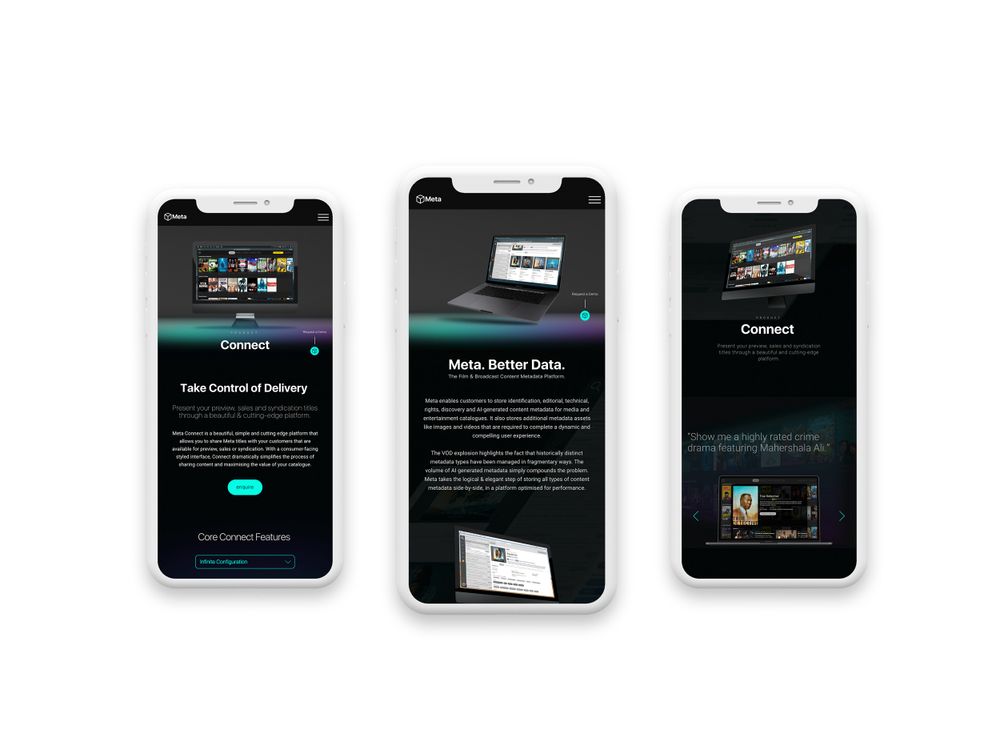 Meta
PRODUCT
Connect
Request a Demo
Take Control of Delivery
Present your preview, sales and syndication titles
through a beautiful & cutting-edge platform.
Meta Connect is a beautiful, simple and cutting edge platform that
allows you to share Meta titles with your customers that are
available for preview, sales or syndication. With a consumer-facing
styled interface, Connect dramatically simplifies the process of
sharing content and maximising the value of your catalogue.
enquire
Core Connect Features
Infinite Configuration
Meta
Request a Demo
Meta. Better Data.
The Film & Broadcast Content Metadata Platform.
Meta enables customers to store identification, editorial, technical,
rights, discovery and AI-generated content metadata for media and
entertainment catalogues. It also stores additional metadata assets
like images and videos that are required to complete a dynamic and
compelling user experience.
The VOD explosion highlights the fact that historically distinct
metadata types have been managed in fragmentary ways. The
volume of AI generated metadata simply compounds the problem.
Meta takes the logical & elegant step of storing all types of content
metadata side-by-side, in a platform optimised for performance.
PRODUCT
Connect
Present your preview, sales and syndication
titles through a beautiful and cutting-edge
platform.
"Show me a highly rated crime
drama featuring Mahershala Ali."
True Detective